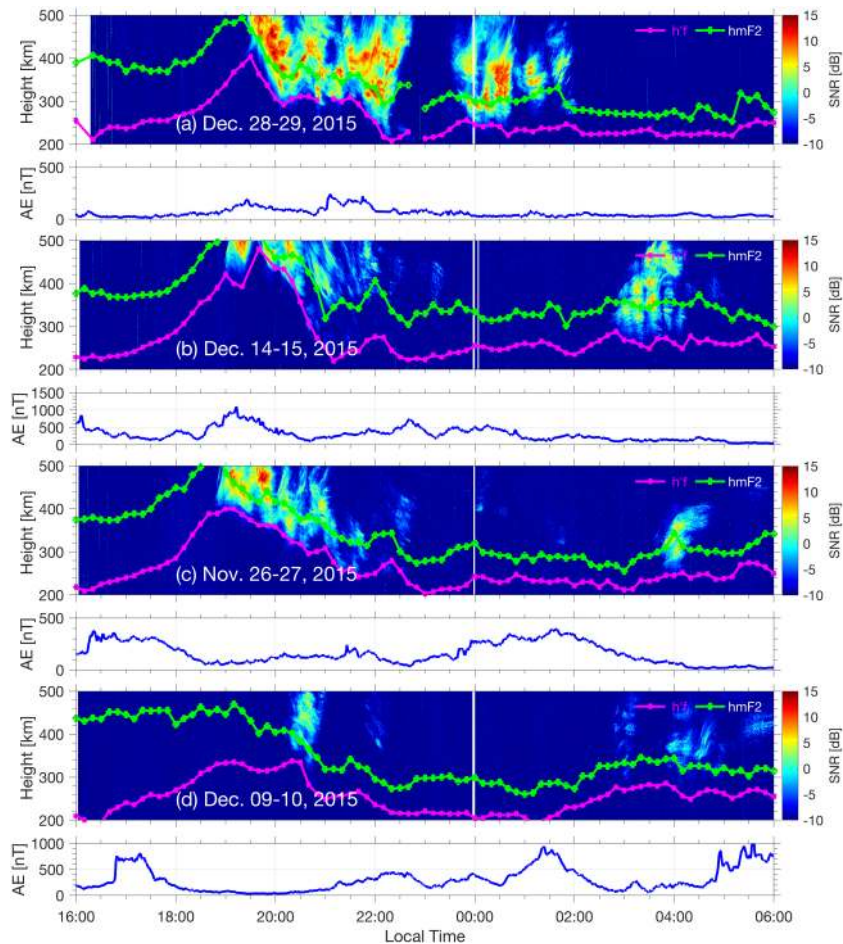 500
400
300
200
Height [km]
(a) Dec. 28-29, 2015
h'f hmF2
15
10
5
0
-5
-10
SNR [dB]
500
0
AE [nT]
500
400
300
200
Height [km]
(b) Dec. 14-15, 2015
h'f hmF2
15
10
5
0
-5
-10
SNR [dB]
1500
1000
500
0
AE [nT]
500
400
300
200
Height [km]
(c) Nov. 26-27, 2015
h'f hmF2
15
10
5
0
-5
-10
SNR [dB]
500
0
AE [nT]
500
400
300
200
Height [km]
(d) Dec. 09-10, 2015
h'f hmF2
15
10
5
0
-5
-10
SNR [dB]
1000
500
0
AE [nT]
16:00 18:00 20:00 22:00 00:00 02:00 04:00 06:00
Local Time